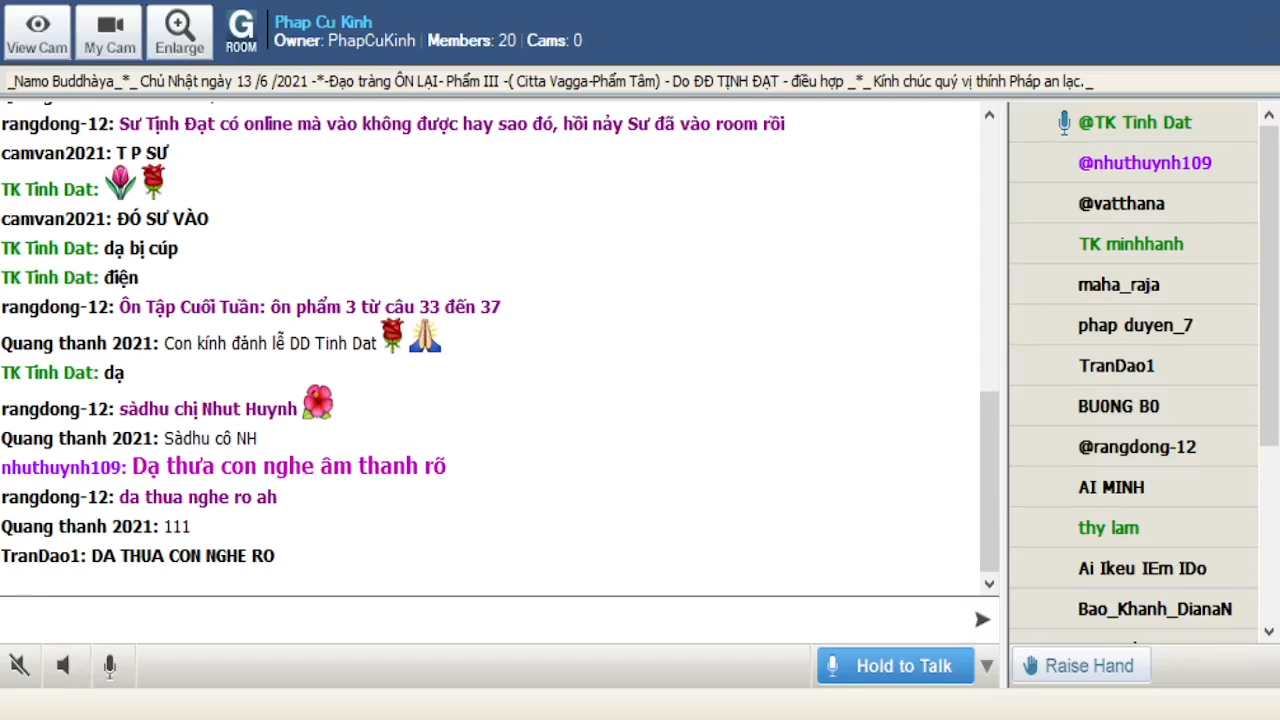 View Cam
My Cam
Enlarge
G
ROOM
Phap Cu Kinh
Owner: PhapCuKinh | Members: 20 | Cams: 0
_Namo Buddhàya_*_ Chủ Nhật ngày 13 /6 /2021 -*-Đạo tràng ÔN LẠI- Phẩm III -( Citta Vagga-Phẩm Tâm) - Do ĐĐ TỊNH ĐẠT - điều hợp _*_ Kính chúc quý vị thính Pháp an lạc._
rangdong-12: Sư Tịnh Đạt có online mà vào không được hay sao đó, hồi nảy Sư đã vào room rồi
camvan2021: T P SƯ
TK Tinh Dat:
camvan2021: ĐÓ SƯ VÀO
TK Tinh Dat: dạ bị cúp
TK Tinh Dat: điện
rangdong-12: Ôn Tập Cuối Tuần: ôn phẩm 3 từ câu 33 đến 37
Quang thanh 2021: Con kính đảnh lễ DD Tinh Dat
TK Tinh Dat: dạ
rangdong-12: sàdhu chị Nhut Huynh
Quang thanh 2021: Sàdhu cô NH
nhuthuynh109: Dạ thưa con nghe âm thanh rõ
rangdong-12: da thua nghe ro ah
Quang thanh 2021: 111
TranDao1: DA THUA CON NGHE RO
@TK Tinh Dat
@nhuthuynh109
@vatthana
TK minhhanh
maha_raja
phap duyen_7
TranDao1
BU0NG B0
@rangdong-12
AI MINH
thy lam
Ai Ikeu IEm IDo
Bao_Khanh_DianaN
Hold to Talk
Raise Hand